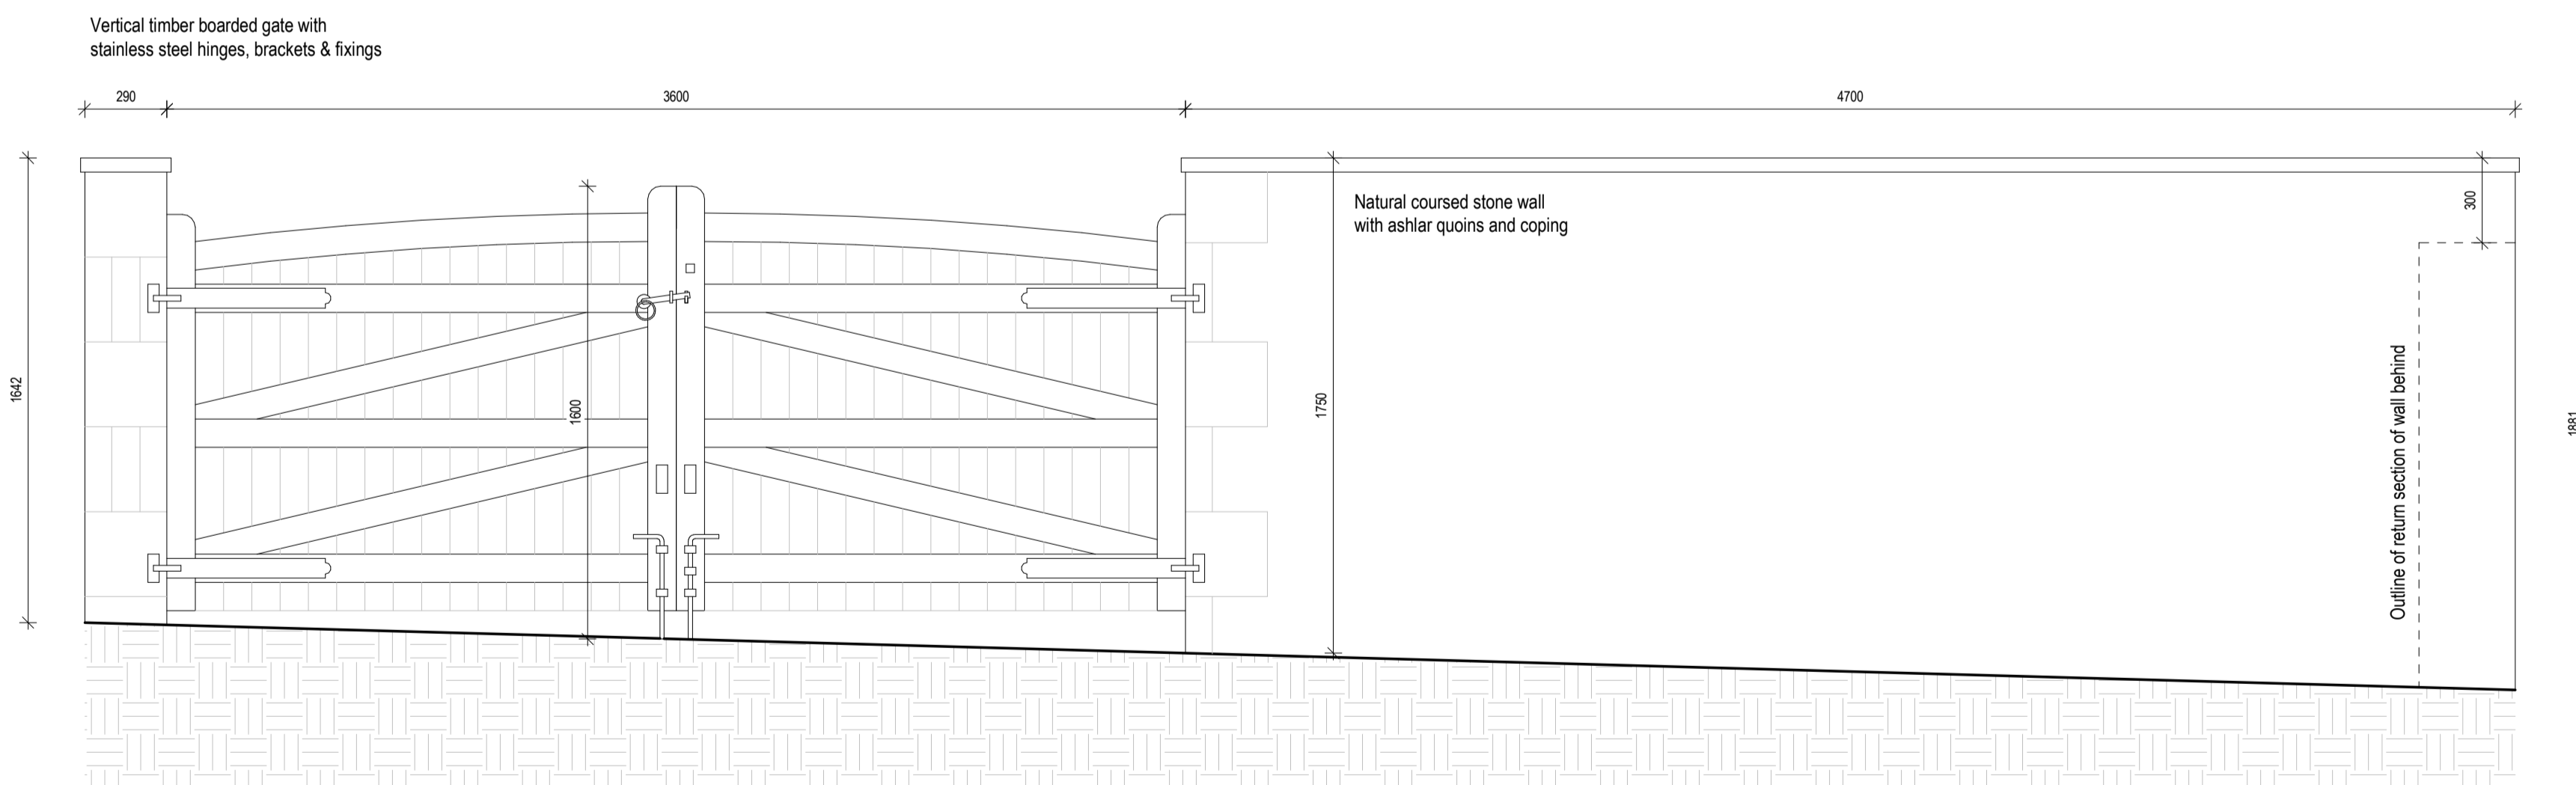 Vertical timber boarded gate with
stainless steel hinges, brackets & fixings
290
3600
4700
1642
1600
1750
Natural coursed stone wall
with ashlar quoins and coping
300
Outline of return section of wall behind
1881